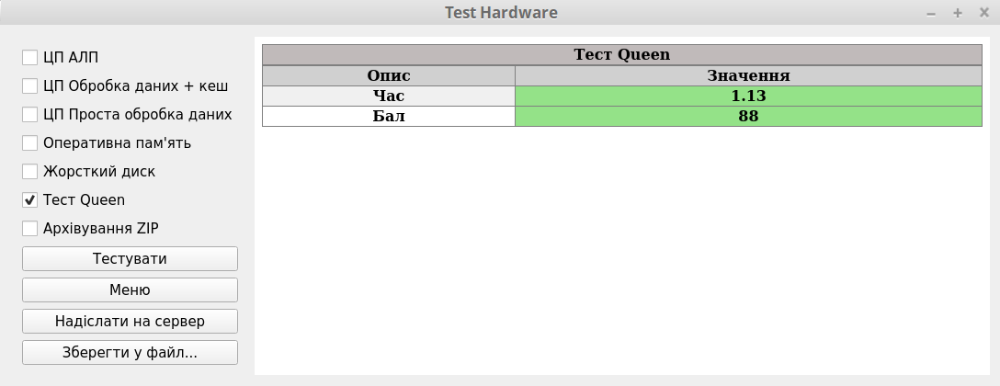 Test Hardware
ЦП АЛП
ЦП Обробка даних + кеш
ЦП Проста обробка даних
Оперативна пам'ять
Жорсткий диск
Тест Queen
Архівування ZIP
Тестувати
Меню
Надіслати на сервер
Зберегти у файл...
Тест Queen
Опис Значення
Час 1.13
Бал 88